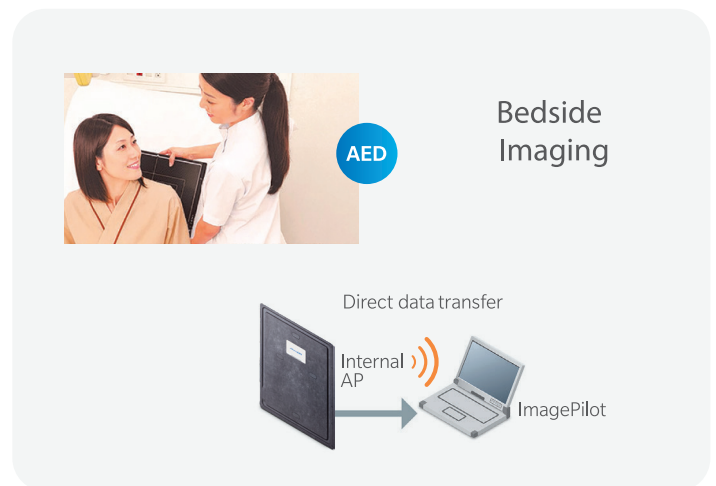 Bedside
Imaging
AED
Direct data transfer
Internal
AP
ImagePilot